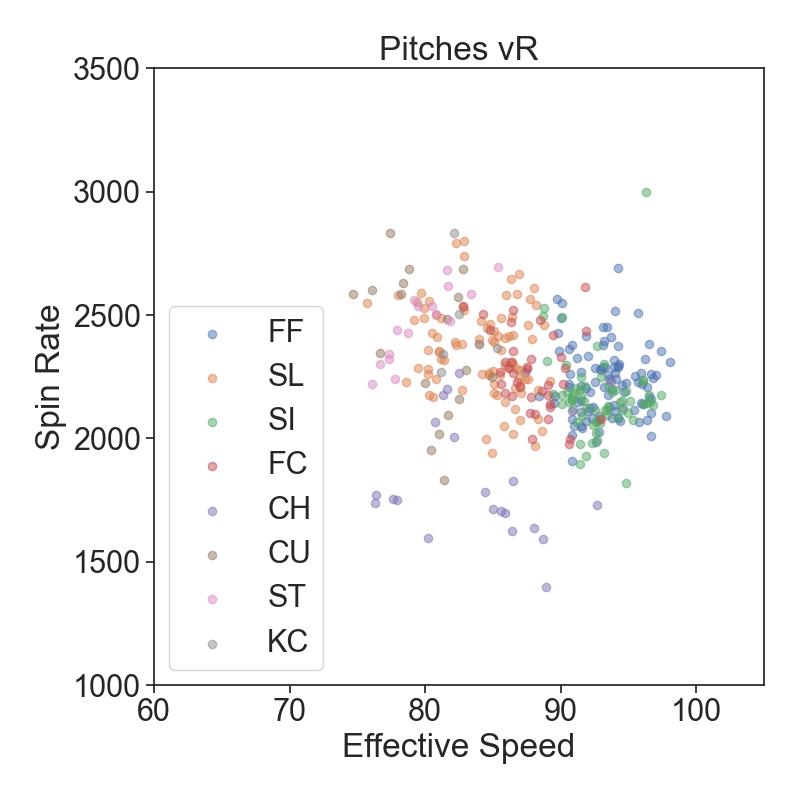 Pitches vR
3500
3000
2500
2000
1500
1000
Spin Rate
FF
SL
SI
FC
CH
CU
ST
KC
60 70 80 90 100
Effective Speed